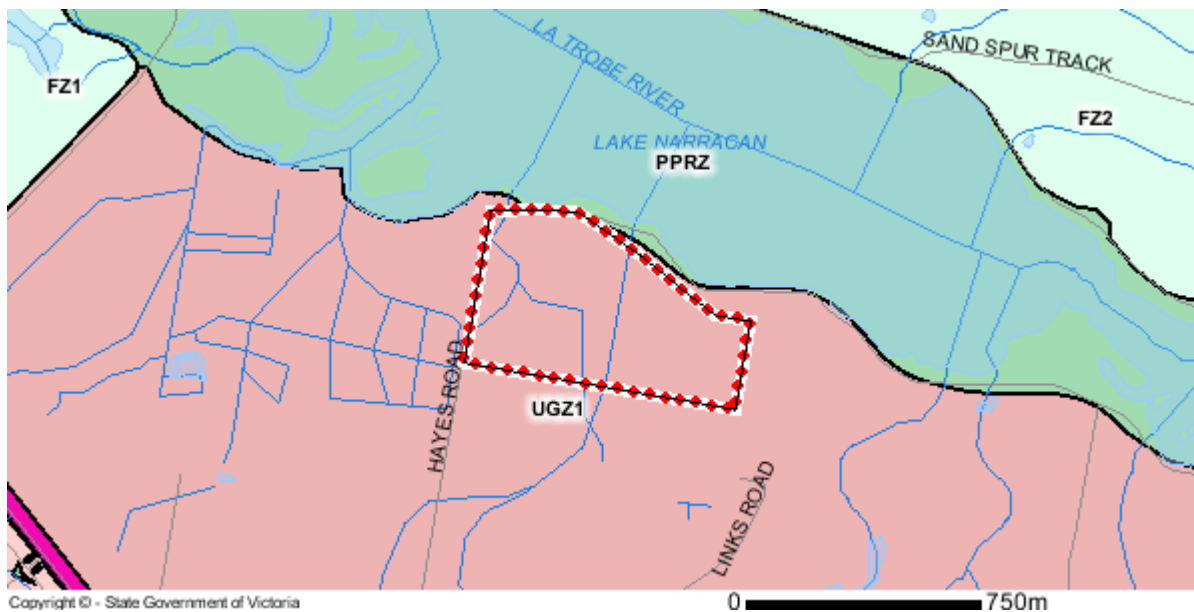 LA TROBE RIVER
SAND SPUR TRACK
FZ1
FZ2
LAKE NARRACAN
PPRZ
HAYES ROAD
UGZ1
LINKS ROAD
Copyright © - State Government of Victoria
0 750m